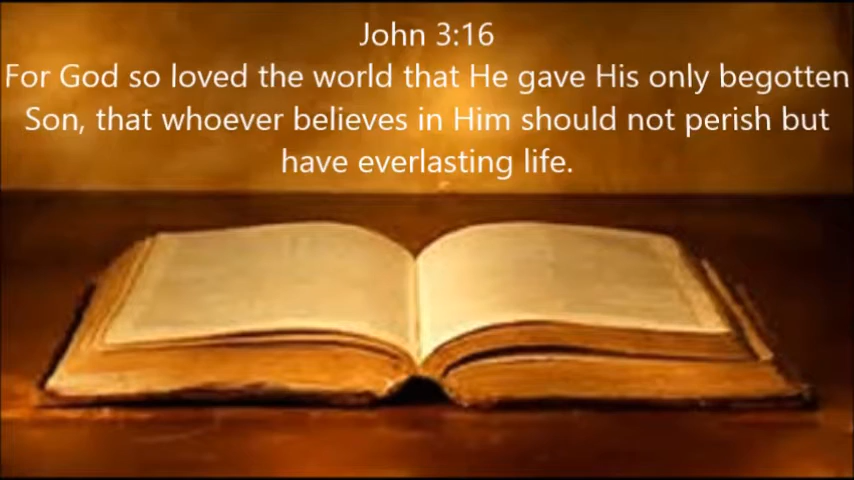 John 3:16
For God so loved the world that He gave His only begotten
Son, that whoever believes in Him should not perish but
have everlasting life.